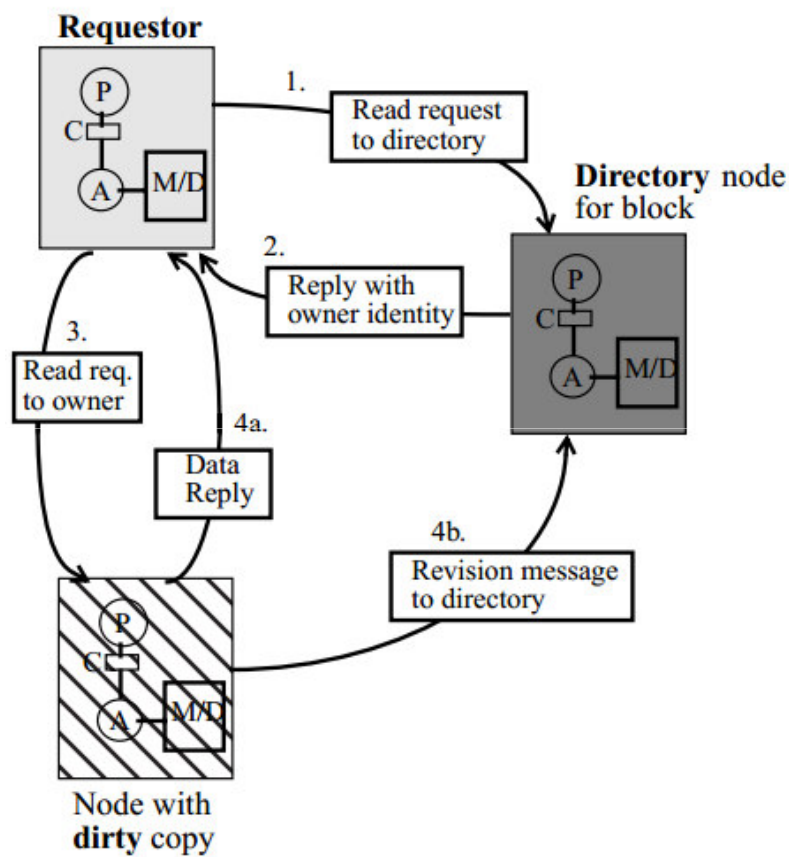 Requestor
P
C
A
M/D
1.
Read request
to directory
Directory node
for block
P
C
A
M/D
2.
Reply with
owner identity
3.
Read req.
to owner
4a.
Data
Reply
4b.
Revision message
to directory
P
C
A
M/D
Node with
dirty copy